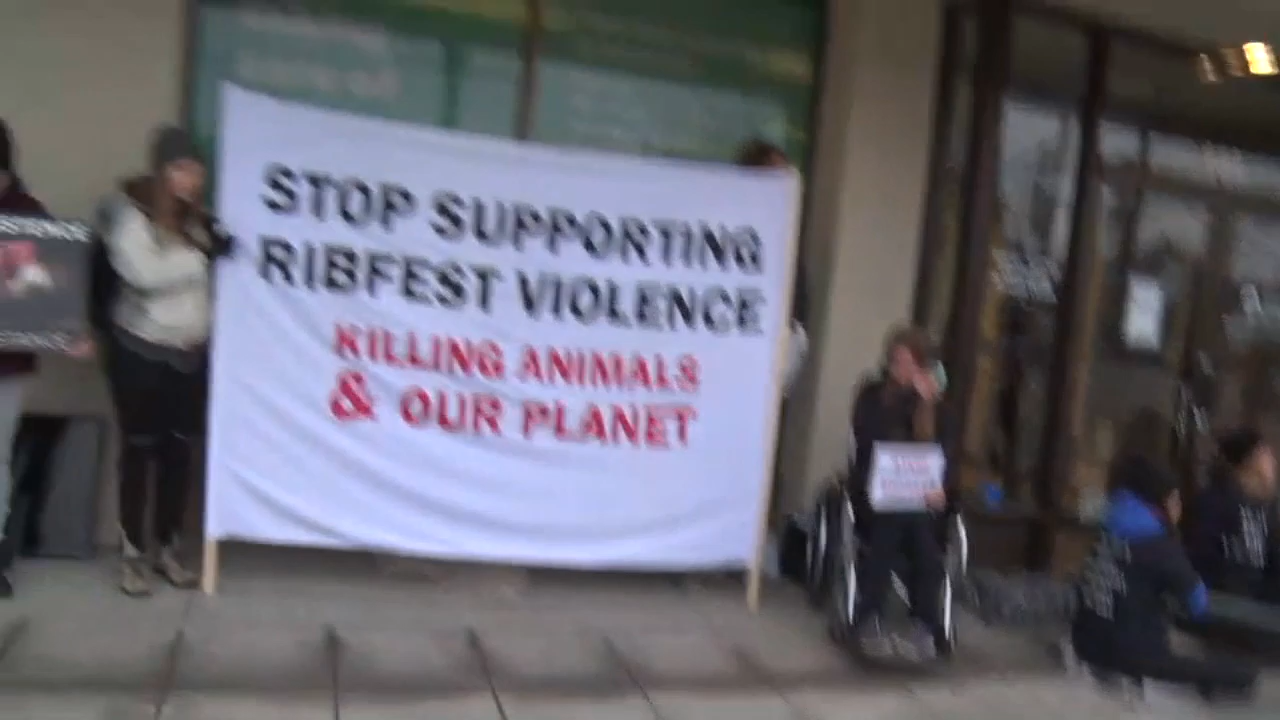 STOP SUPPORTING
RIBFEST VIOLENCE
KILLING ANIMALS
& OUR PLANET